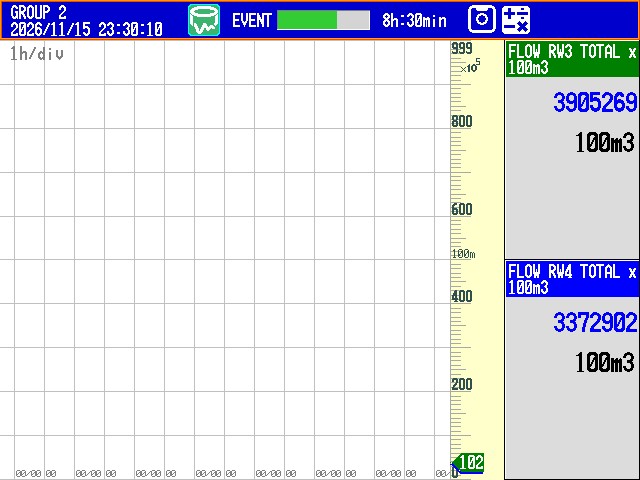 GROUP 2
2026/11/15 23:30:10
EVENT
8h:30min
1h/div
999
×10⁵
800
600
100m
400
200
102
0
00/00 00 00/00 00 00/00 00 00/00 00 00/00 00 00/00 00 00/00 00 00/
FLOW RW3 TOTAL x
100m3
3905269
100m3
FLOW RW4 TOTAL x
100m3
3372902
100m3